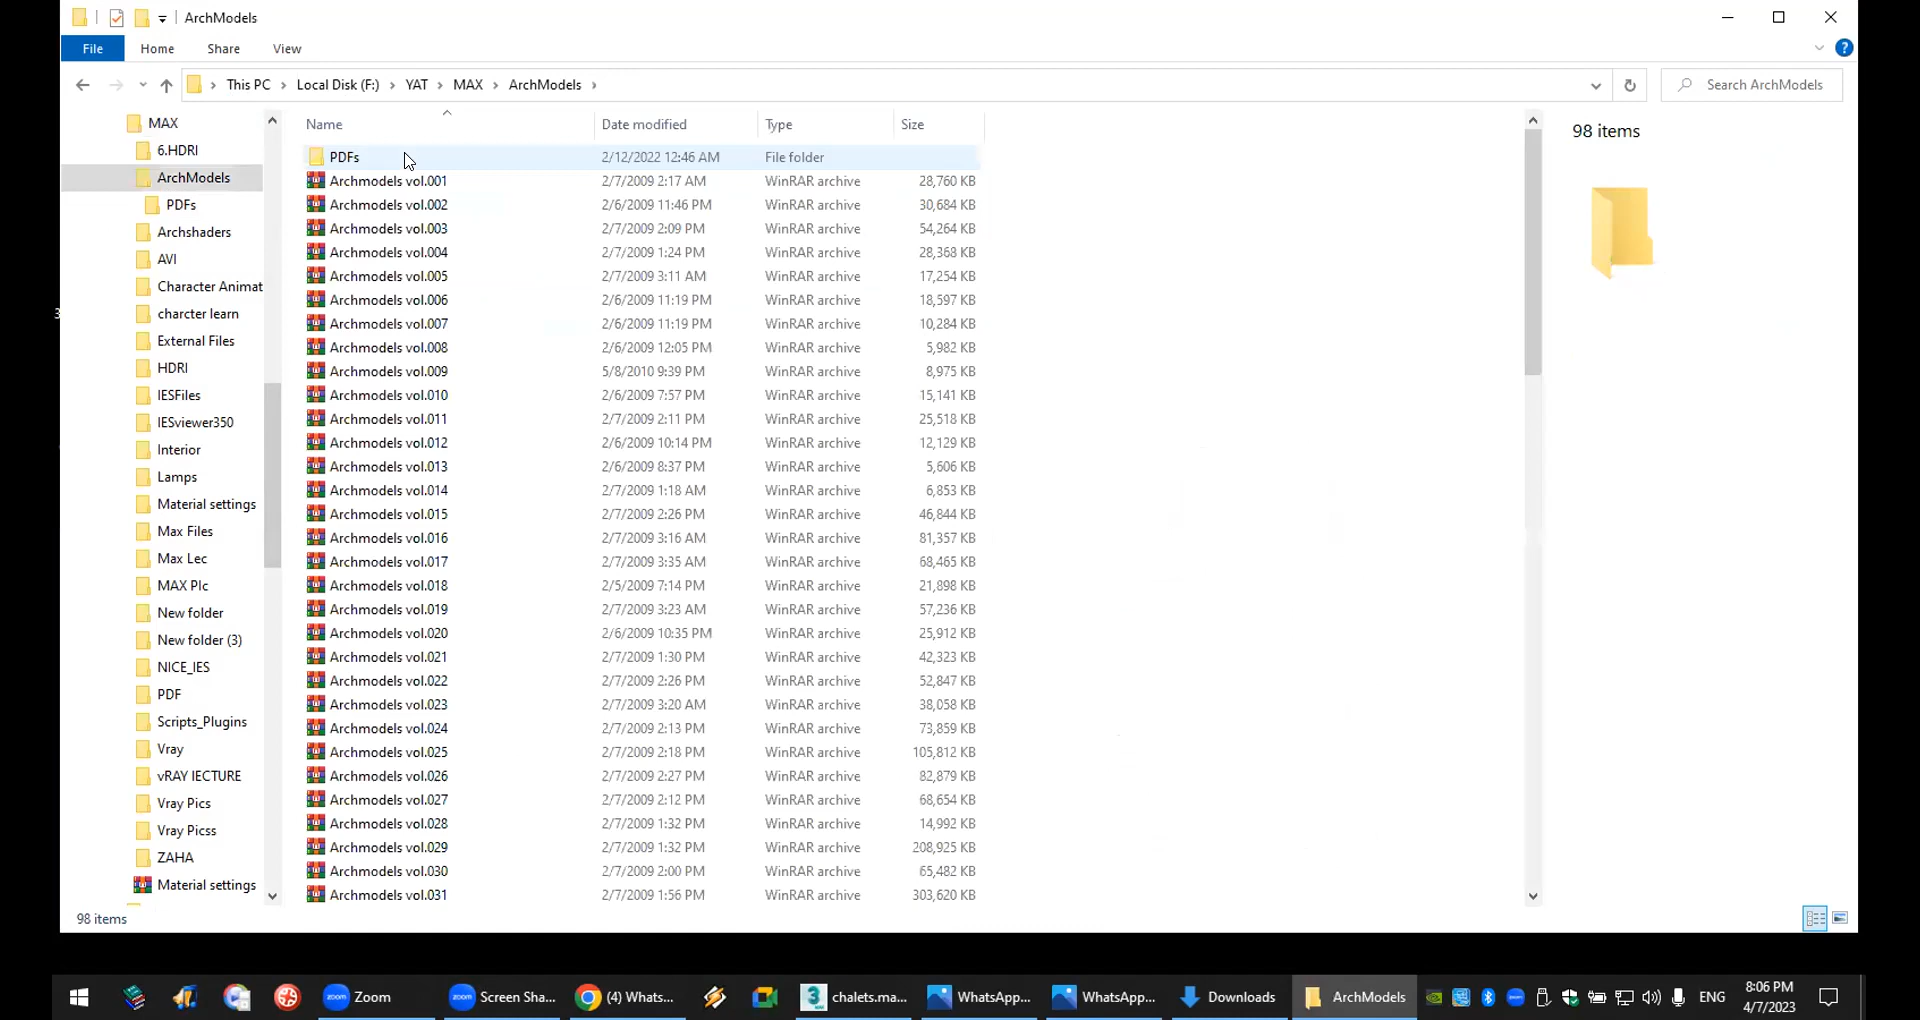 ArchModels
File Home Share View
This PC Local Disk (F:) YAT MAX ArchModels
Search ArchModels
MAX
6.HDRI
ArchModels
PDFs
Archshaders
AVI
Character Animat
charcter learn
External Files
HDRI
IESFiles
IESviewer350
Interior
Lamps
Material settings
Max Files
Max Lec
MAX PIc
New folder
New folder (3)
NICE_IES
PDF
Scripts_Plugins
Vray
vRAY lECTURE
Vray Pics
Vray Picss
ZAHA
Material settings
Name Date modified Type Size
PDFs 2/12/2022 12:46 AM File folder
Archmodels vol.001 2/7/2009 2:17 AM WinRAR archive 28,760 KB
Archmodels vol.002 2/6/2009 11:46 PM WinRAR archive 30,684 KB
Archmodels vol.003 2/7/2009 2:09 PM WinRAR archive 54,264 KB
Archmodels vol.004 2/7/2009 1:24 PM WinRAR archive 28,368 KB
Archmodels vol.005 2/7/2009 3:11 AM WinRAR archive 17,254 KB
Archmodels vol.006 2/6/2009 11:19 PM WinRAR archive 18,597 KB
Archmodels vol.007 2/6/2009 11:19 PM WinRAR archive 10,284 KB
Archmodels vol.008 2/6/2009 12:05 PM WinRAR archive 5,982 KB
Archmodels vol.009 5/8/2010 9:39 PM WinRAR archive 8,975 KB
Archmodels vol.010 2/6/2009 7:57 PM WinRAR archive 15,141 KB
Archmodels vol.011 2/7/2009 2:11 PM WinRAR archive 25,518 KB
Archmodels vol.012 2/6/2009 10:14 PM WinRAR archive 12,129 KB
Archmodels vol.013 2/6/2009 8:37 PM WinRAR archive 5,606 KB
Archmodels vol.014 2/7/2009 1:18 AM WinRAR archive 6,853 KB
Archmodels vol.015 2/7/2009 2:26 PM WinRAR archive 46,844 KB
Archmodels vol.016 2/7/2009 3:16 AM WinRAR archive 81,357 KB
Archmodels vol.017 2/7/2009 3:35 AM WinRAR archive 68,465 KB
Archmodels vol.018 2/5/2009 7:14 PM WinRAR archive 21,898 KB
Archmodels vol.019 2/7/2009 3:23 AM WinRAR archive 57,236 KB
Archmodels vol.020 2/6/2009 10:35 PM WinRAR archive 25,912 KB
Archmodels vol.021 2/7/2009 1:30 PM WinRAR archive 42,323 KB
Archmodels vol.022 2/7/2009 2:26 PM WinRAR archive 52,847 KB
Archmodels vol.023 2/7/2009 3:20 AM WinRAR archive 38,058 KB
Archmodels vol.024 2/7/2009 2:13 PM WinRAR archive 73,859 KB
Archmodels vol.025 2/7/2009 2:18 PM WinRAR archive 105,812 KB
Archmodels vol.026 2/7/2009 2:27 PM WinRAR archive 82,879 KB
Archmodels vol.027 2/7/2009 2:12 PM WinRAR archive 68,654 KB
Archmodels vol.028 2/7/2009 1:32 PM WinRAR archive 14,992 KB
Archmodels vol.029 2/7/2009 1:32 PM WinRAR archive 208,925 KB
Archmodels vol.030 2/7/2009 2:00 PM WinRAR archive 65,482 KB
Archmodels vol.031 2/7/2009 1:56 PM WinRAR archive 303,620 KB
98 items
98 items
Zoom Screen Sha... (4) Whats... chalets.ma... WhatsApp... WhatsApp... Downloads ArchModels ENG
8:06 PM
4/7/2023